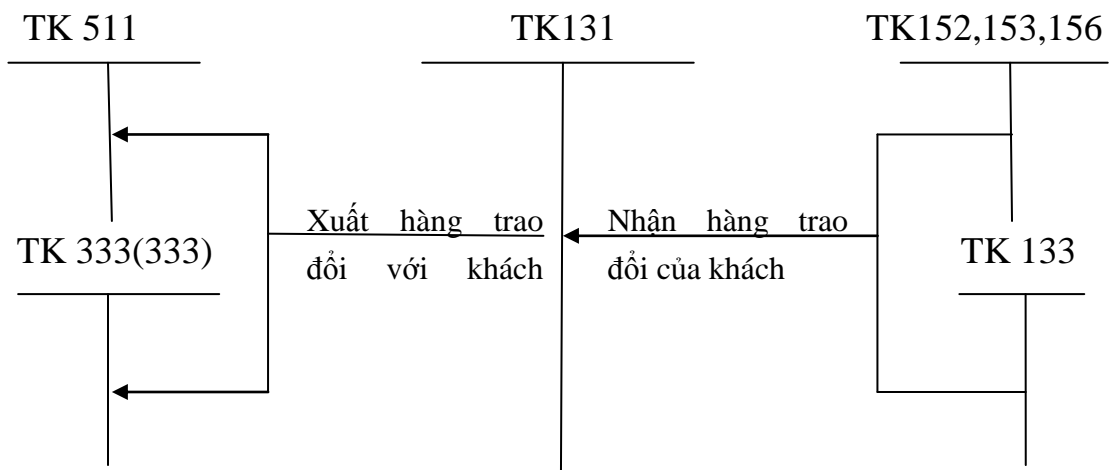 TK 511
TK131
TK152,153,156
Xuất hàng trao
đổi với khách
Nhận hàng trao
đổi của khách
TK 333(333)
TK 133